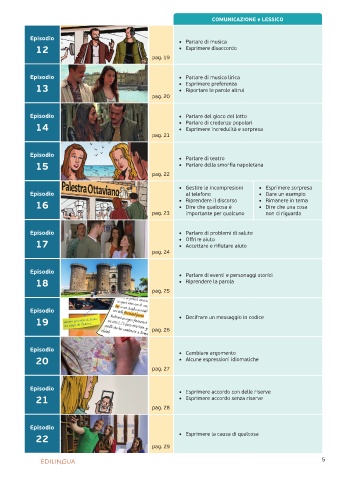 COMUNICAZIONE e LESSICO
Episodio
12
pag. 19
• Parlare di musica
• Esprimere disaccordo
Episodio
13
pag. 20
• Parlare di musica lirica
• Esprimere preferenza
• Riportare le parole altrui
Episodio
14
pag. 21
• Parlare del gioco del lotto
• Parlare di credenze popolari
• Esprimere incredulità e sorpresa
Episodio
15
pag. 22
• Parlare di teatro
• Parlare della smorfia napoletana
Episodio
16
Palestra Ottaviano
pag. 23
• Gestire le incomprensioni
al telefono
• Riprendere il discorso
• Dire che qualcosa è
importante per qualcuno
• Esprimere sorpresa
• Dare un esempio
• Rimanere in tema
• Dire che una cosa
non ci riguarda
Episodio
17
pag. 24
• Parlare di problemi di salute
• Offrire aiuto
• Accettare e rifiutare aiuto
Episodio
18
pag. 25
• Parlare di eventi e personaggi storici
• Riprendere la parola
Episodio
19
pag. 26
• Decifrare un messaggio in codice
Episodio
20
pag. 27
• Cambiare argomento
• Alcune espressioni idiomatiche
Episodio
21
pag. 28
• Esprimere accordo con delle riserve
• Esprimere accordo senza riserve
Episodio
22
pag. 29
• Esprimere la causa di qualcosa
EDILINGUA
5